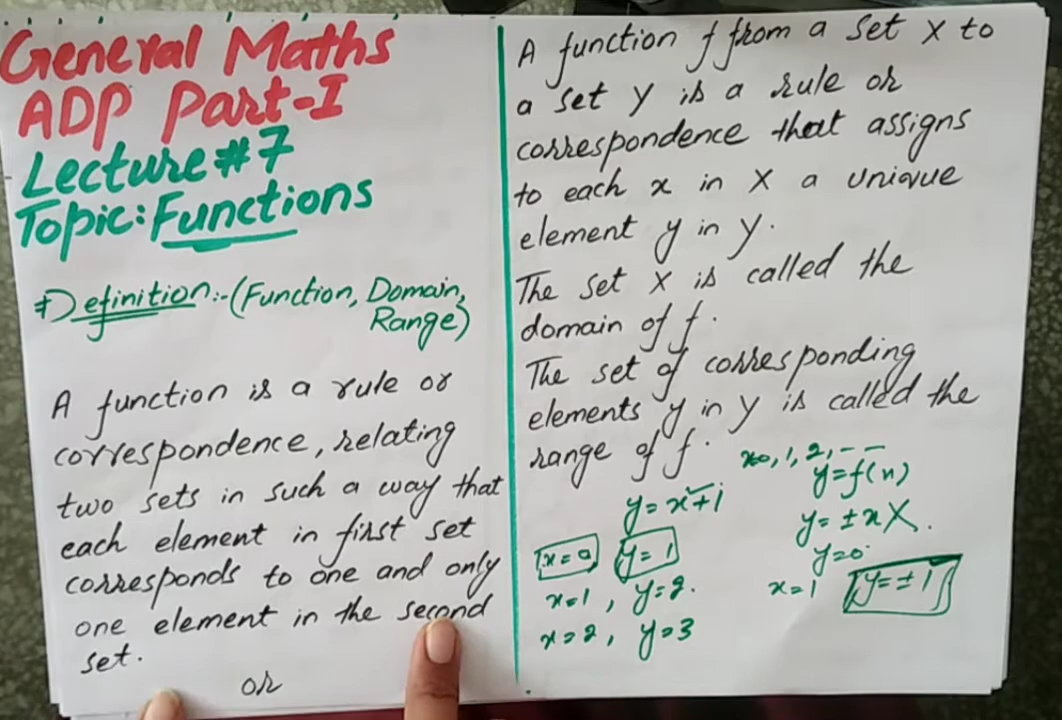 General Maths
ADP Part-I
Lecture #7
Topic: Functions
Definition:-(Function, Domain,
Range)
A function is a rule or
correspondence, relating
two sets in such a way that
each element in first set
corresponds to one and only
one element in the second
set.
or
A function f from a set X to
a set Y is a rule or
correspondence that assigns
to each x in X a unique
element y in Y.
The set X is called the
domain of f.
The set of corresponding
elements y in Y is called the
range of f.
x=0, 1, 2, - -
y=f(x)
y=x+1
y=±x X.
x=0 y=1
y=0
x=1, y=2.
x=1 y=±1
x=2, y=3